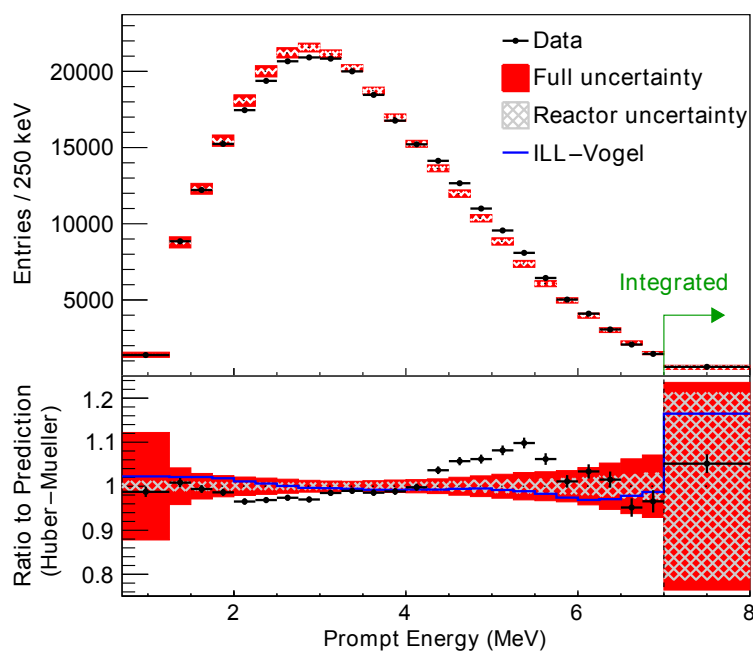 Data
Full uncertainty
Reactor uncertainty
ILL−Vogel
Integrated
Entries / 250 keV
20000
15000
10000
5000
Ratio to Prediction
(Huber−Mueller)
1.2
1.1
1.0
0.9
0.8
2
4
6
8
Prompt Energy (MeV)